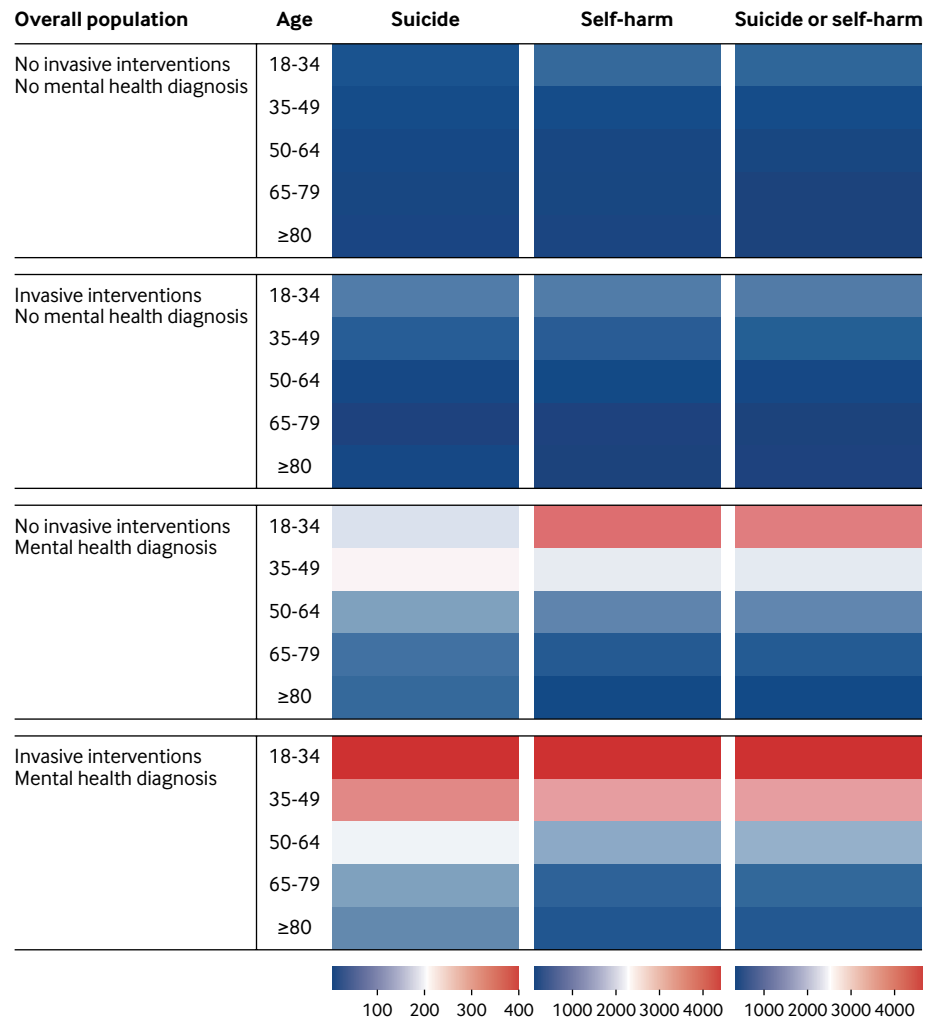 Overall population Age Suicide Self-harm Suicide or self-harm
No invasive interventions 18-34
No mental health diagnosis
35-49
50-64
65-79
≥80
Invasive interventions 18-34
No mental health diagnosis
35-49
50-64
65-79
≥80
No invasive interventions 18-34
Mental health diagnosis
35-49
50-64
65-79
≥80
Invasive interventions 18-34
Mental health diagnosis
35-49
50-64
65-79
≥80
100 200 300 400 1000 2000 3000 4000 1000 2000 3000 4000